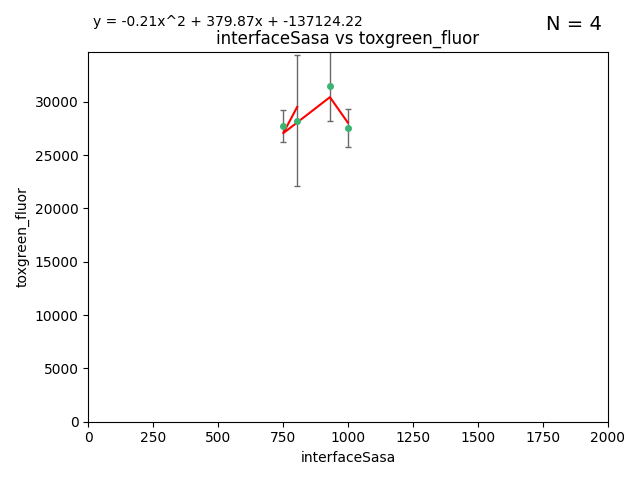 y = -0.21x^2 + 379.87x + -137124.22
N = 4
interfaceSasa vs toxgreen_fluor
toxgreen_fluor
30000
25000
20000
15000
10000
5000
0
0 250 500 750 1000 1250 1500 1750 2000
interfaceSasa